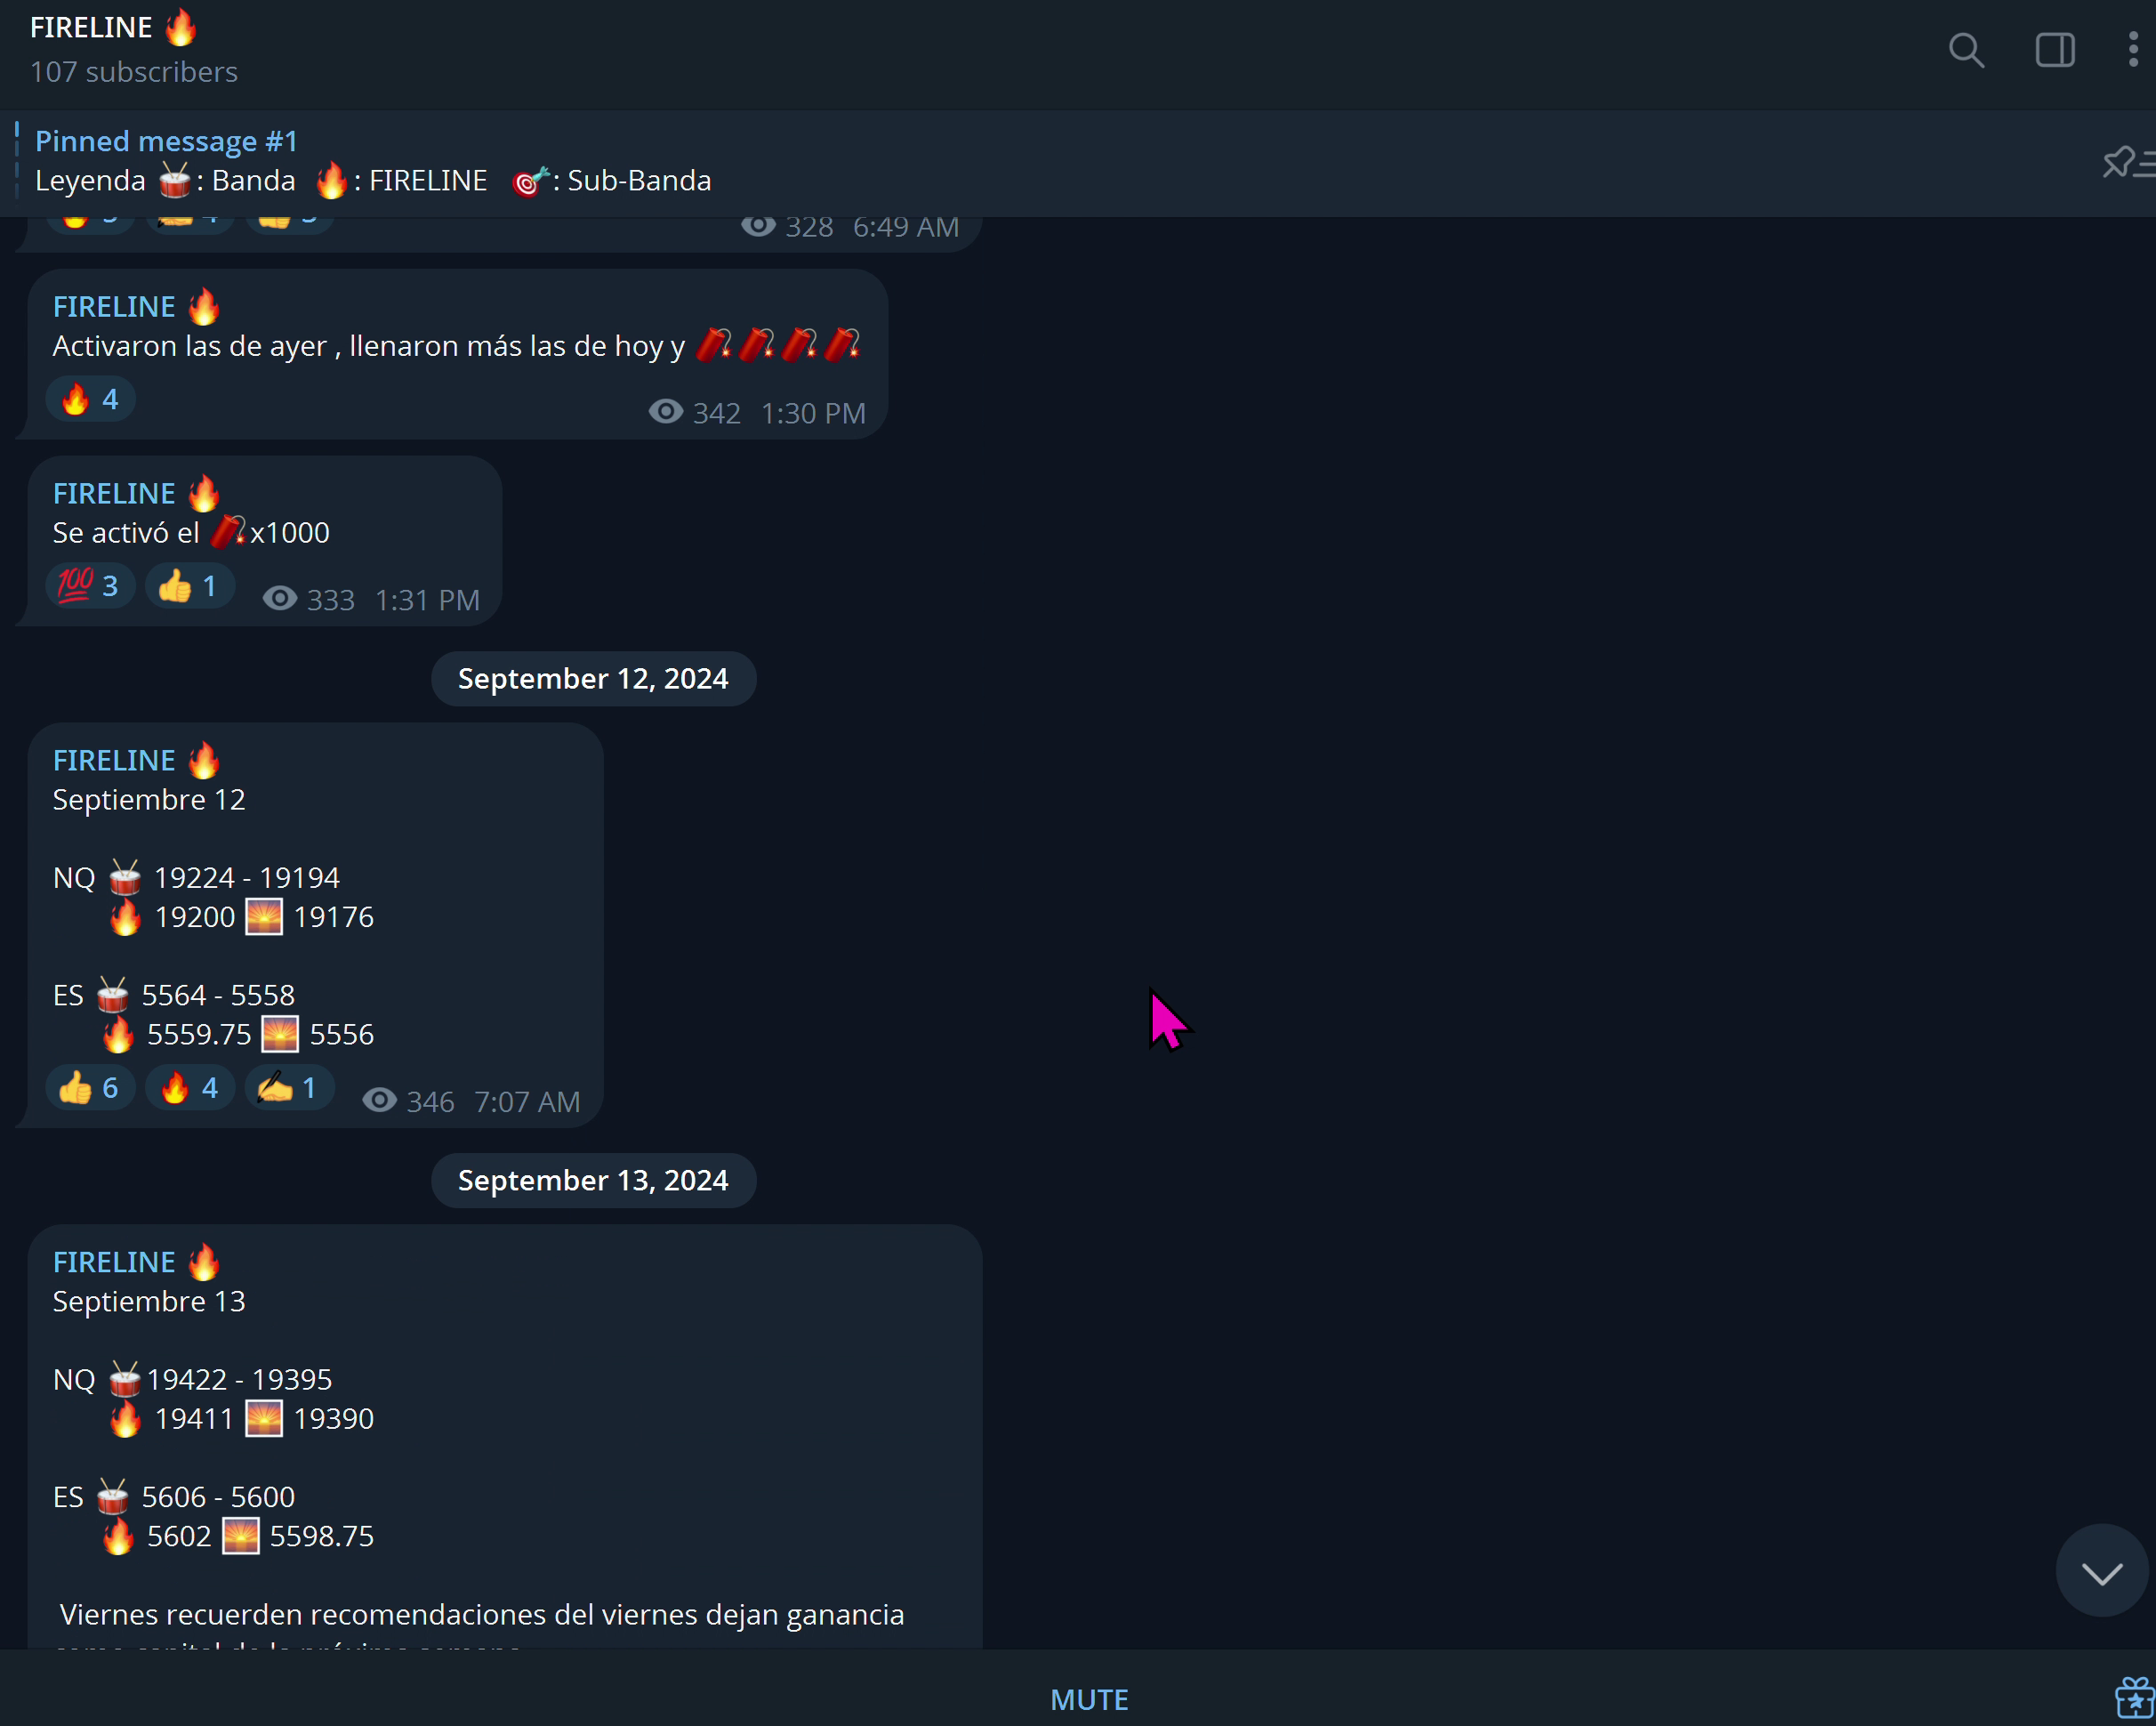 FIRELINE 🔥
107 subscribers
Pinned message #1
Leyenda 🥁: Banda 🔥: FIRELINE 🎯: Sub-Banda
328 6:49 AM
FIRELINE 🔥
Activaron las de ayer , llenaron más las de hoy y 🧨🧨🧨🧨
🔥 4
342 1:30 PM
FIRELINE 🔥
Se activó el 🧨x1000
💯 3 👍 1 333 1:31 PM
September 12, 2024
FIRELINE 🔥
Septiembre 12
NQ 🥁 19224 - 19194
🔥 19200 🌅 19176
ES 🥁 5564 - 5558
🔥 5559.75 🌅 5556
👍 6 🔥 4 ✍ 1 346 7:07 AM
September 13, 2024
FIRELINE 🔥
Septiembre 13
NQ 🥁19422 - 19395
🔥 19411 🌅 19390
ES 🥁 5606 - 5600
🔥 5602 🌅 5598.75
Viernes recuerden recomendaciones del viernes dejan ganancia
MUTE